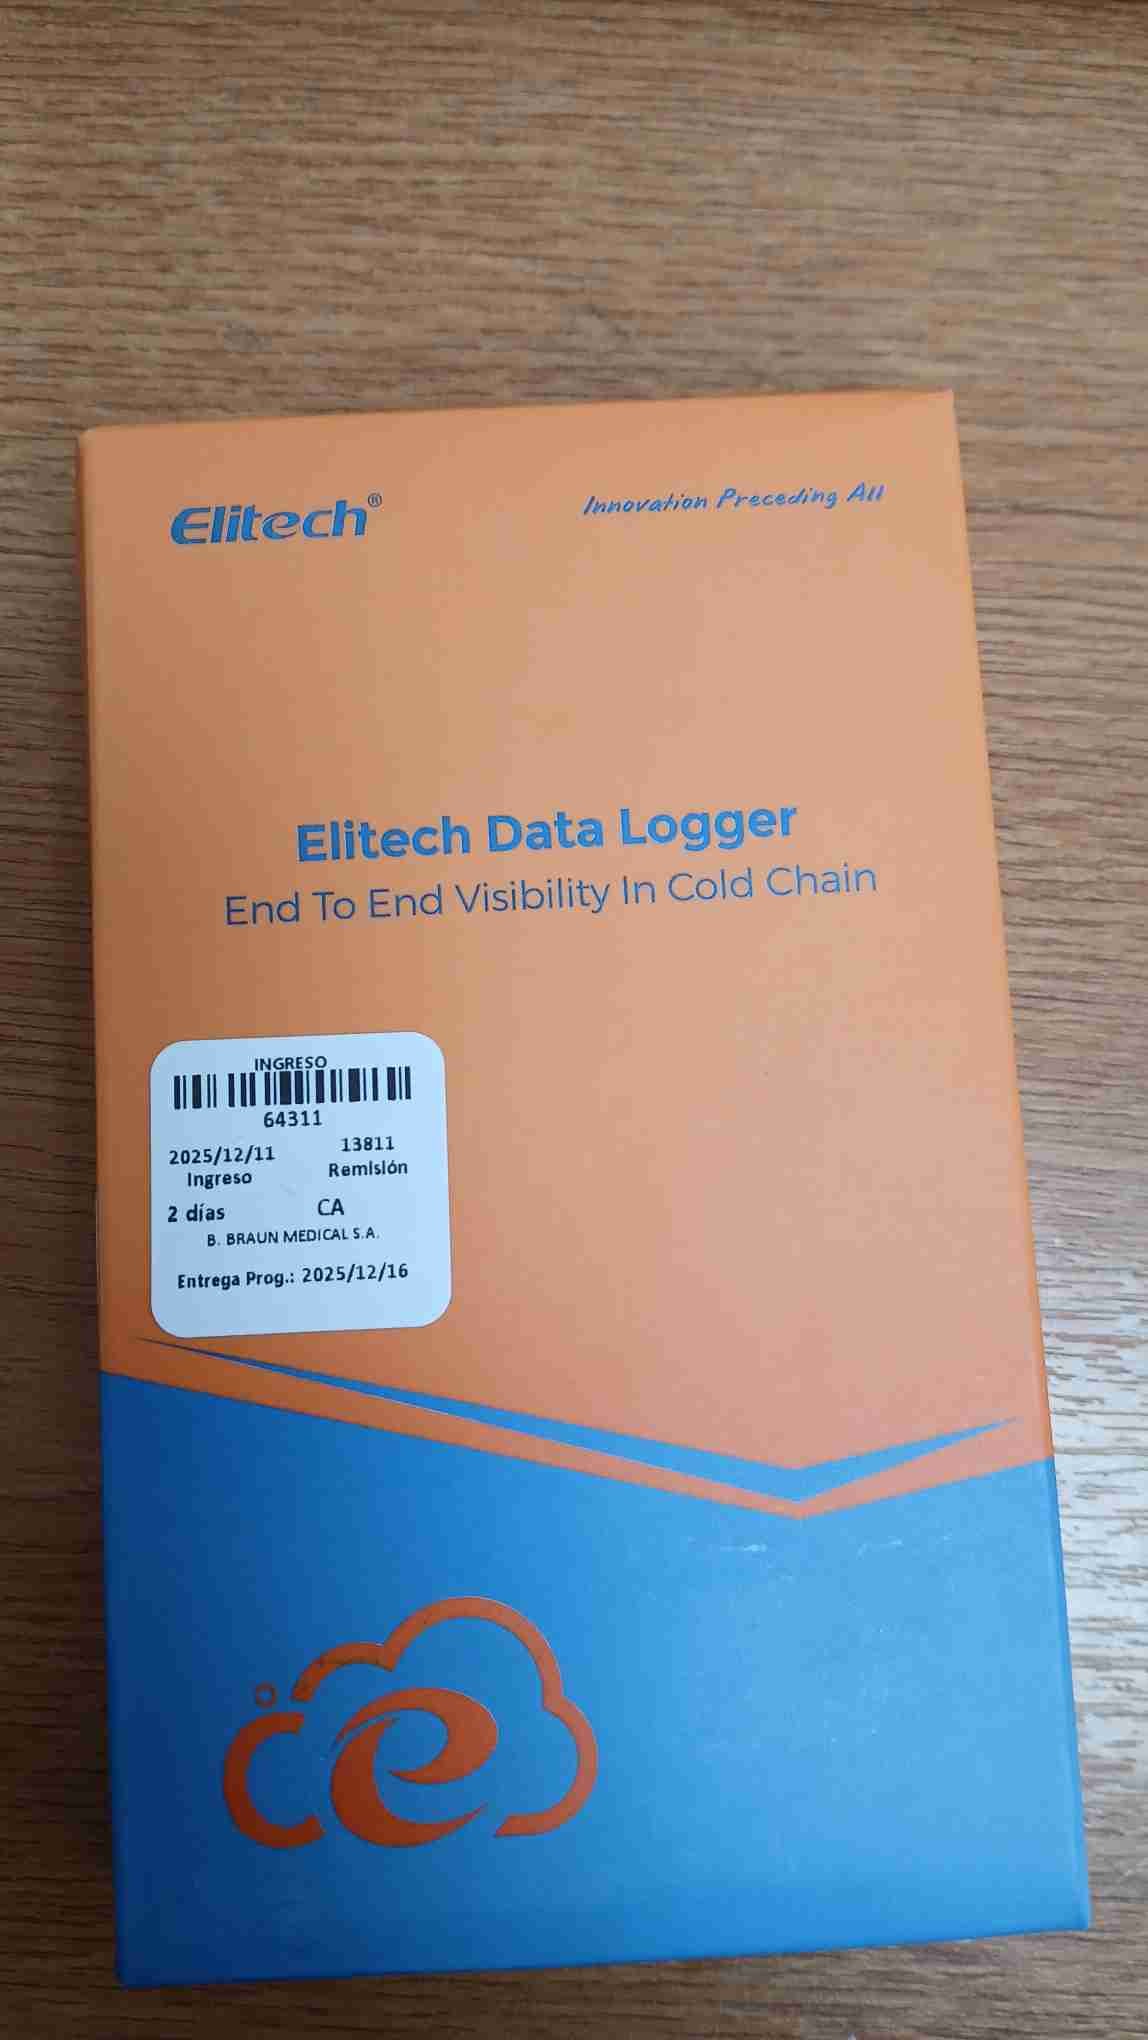 Elitech®
Innovation Preceding All
Elitech Data Logger
End To End Visibility In Cold Chain
INGRESO
64311
2025/12/11
Ingreso
13811
Remisión
2 días
CA
B. BRAUN MEDICAL S.A.
Entrega Prog.: 2025/12/16
°C e